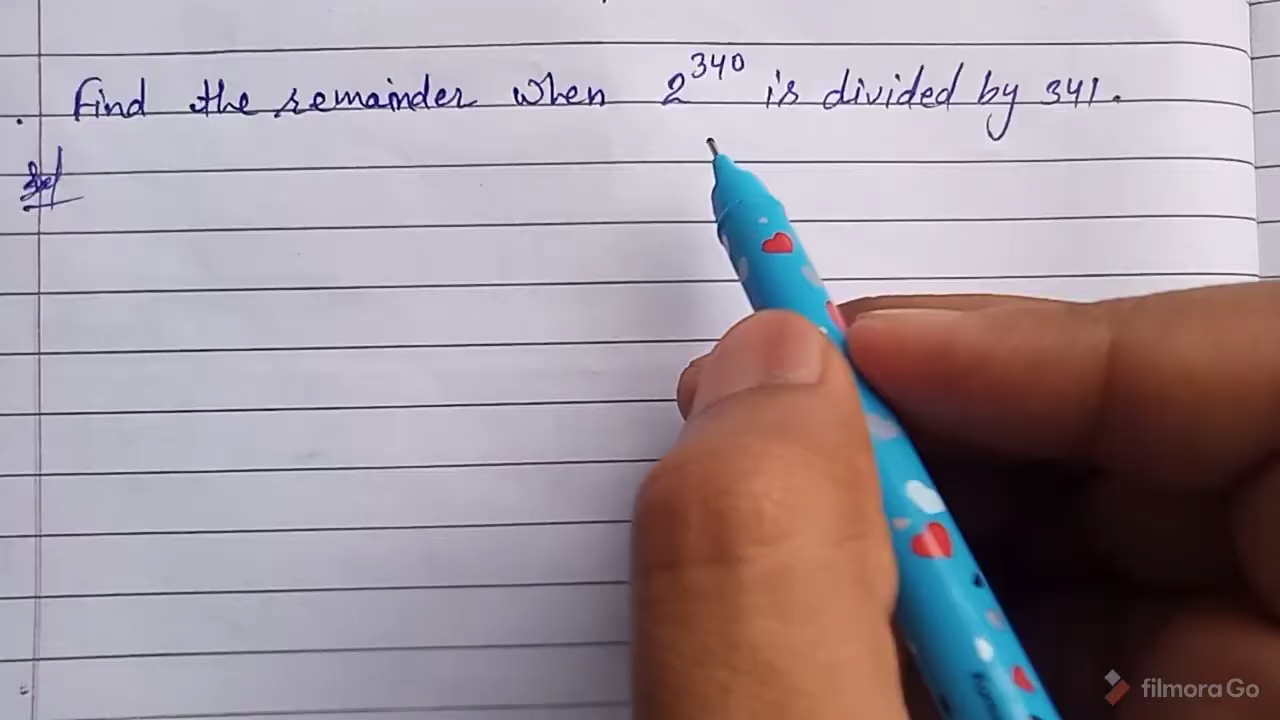 . Find the remainder when 2^340 is divided by 341.
Sol
filmoraGo